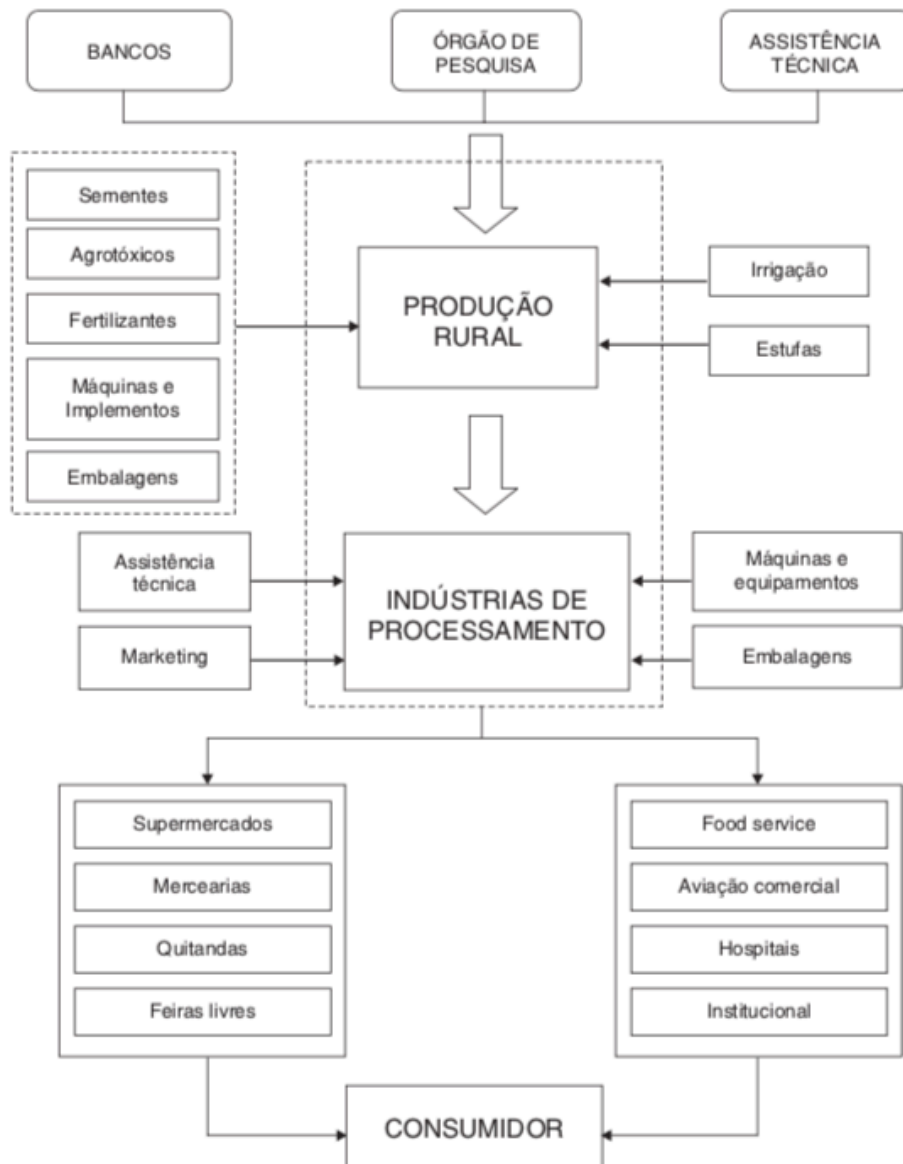 BANCOS
ÓRGÃO DE
PESQUISA
ASSISTÊNCIA
TÉCNICA
Sementes
Agrotóxicos
Fertilizantes
Máquinas e
Implementos
Embalagens
PRODUÇÃO
RURAL
Irrigação
Estufas
Assistência
técnica
Marketing
INDÚSTRIAS DE
PROCESSAMENTO
Máquinas e
equipamentos
Embalagens
Supermercados
Mercearias
Quitandas
Feiras livres
Food service
Aviação comercial
Hospitais
Institucional
CONSUMIDOR